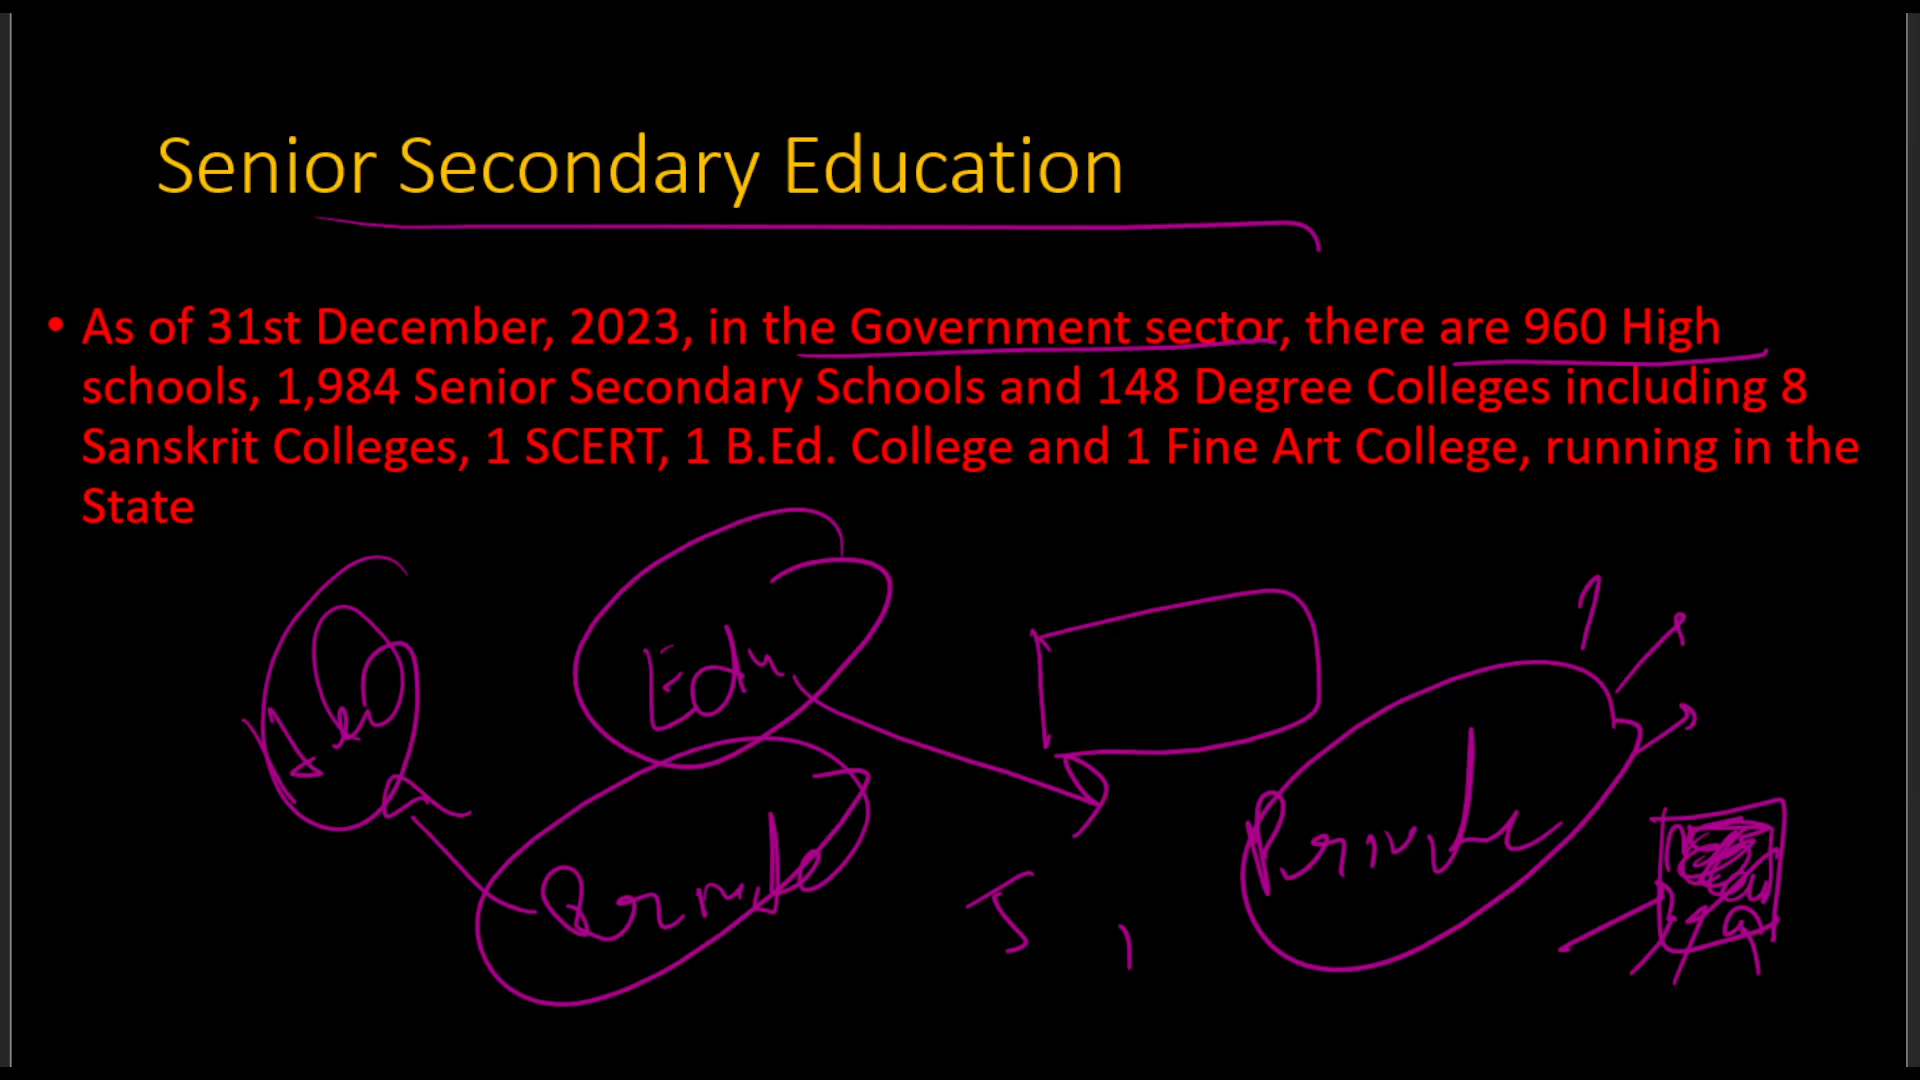 Senior Secondary Education
• As of 31st December, 2023, in the Government sector, there are 960 High
schools, 1,984 Senior Secondary Schools and 148 Degree Colleges including 8
Sanskrit Colleges, 1 SCERT, 1 B.Ed. College and 1 Fine Art College, running in the
State
Edu
Private